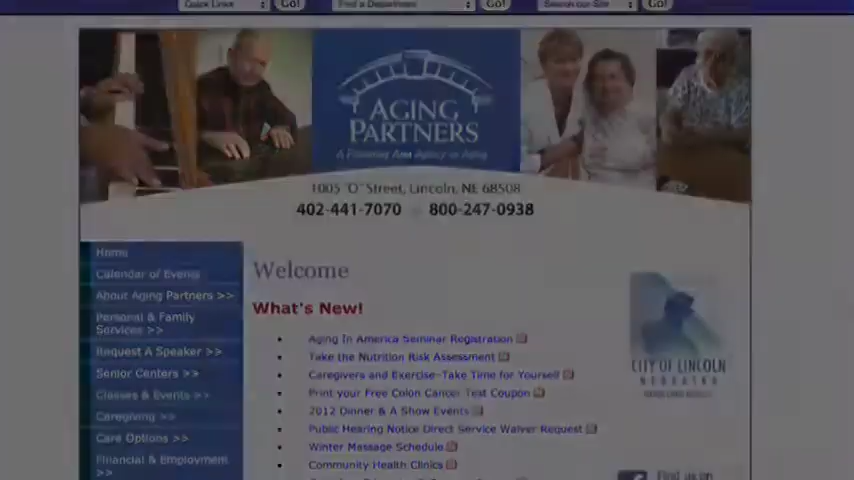 Quick Links Go! Find a Department Go! Search our Site Go!
AGING
PARTNERS
A Planning Area Agency on Aging
1005 "O" Street, Lincoln, NE 68508
402-441-7070 800-247-0938
Home
Calendar of Events
About Aging Partners >>
Personal & Family
Services >>
Request A Speaker >>
Senior Centers >>
Classes & Events >>
Caregiving >>
Care Options >>
Financial & Employment
>>
Welcome
What's New!
• Aging In America Seminar Registration
• Take the Nutrition Risk Assessment
• Caregivers and Exercise-Take Time for Yourself
• Print your Free Colon Cancer Test Coupon
• 2012 Dinner & A Show Events
• Public Hearing Notice Direct Service Waiver Request
• Winter Massage Schedule
• Community Health Clinics
CITY OF LINCOLN
NEBRASKA
Find us on